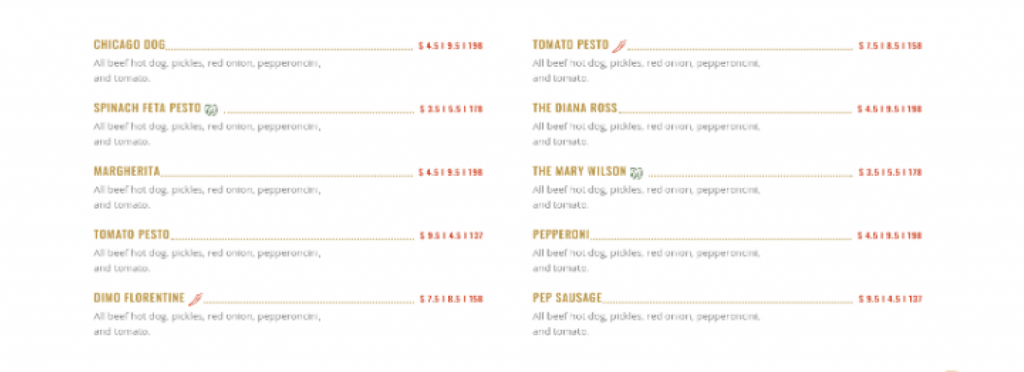 CHICAGO DOG $ 4.5 I 9.5 I 198
All beef hot dog, pickles, red onion, pepperoncini,
and tomato.
SPINACH FETA PESTO $ 3.5 I 5.5 I 178
All beef hot dog, pickles, red onion, pepperoncini,
and tomato.
MARGHERITA $ 4.5 I 9.5 I 198
All beef hot dog, pickles, red onion, pepperoncini,
and tomato.
TOMATO PESTO $ 9.5 I 4.5 I 137
All beef hot dog, pickles, red onion, pepperoncini,
and tomato.
DIMO FLORENTINE $ 7.5 I 8.5 I 158
All beef hot dog, pickles, red onion, pepperoncini,
and tomato.
TOMATO PESTO $ 7.5 I 8.5 I 158
All beef hot dog, pickles, red onion, pepperoncini,
and tomato.
THE DIANA ROSS $ 4.5 I 9.5 I 198
All beef hot dog, pickles, red onion, pepperoncini,
and tomato.
THE MARY WILSON $ 3.5 I 5.5 I 178
All beef hot dog, pickles, red onion, pepperoncini,
and tomato.
PEPPERONI $ 4.5 I 9.5 I 198
All beef hot dog, pickles, red onion, pepperoncini,
and tomato.
PEP SAUSAGE $ 9.5 I 4.5 I 137
All beef hot dog, pickles, red onion, pepperoncini,
and tomato.